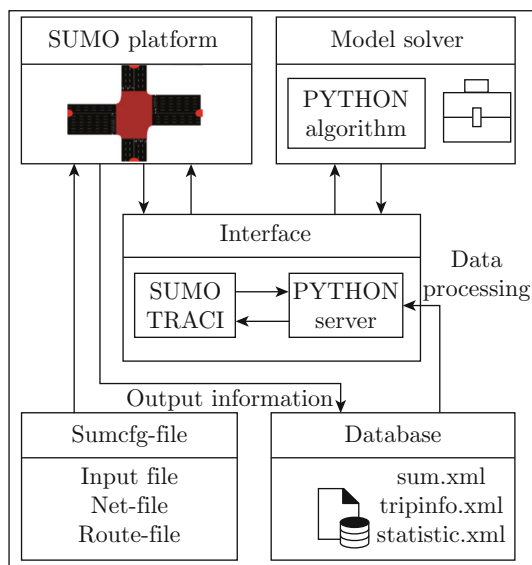 SUMO platform
Model solver
PYTHON
algorithm
Interface
SUMO
TRACI
PYTHON
server
Data
processing
Output information
Sumcfg-file
Input file
Net-file
Route-file
Database
sum.xml
tripinfo.xml
statistic.xml